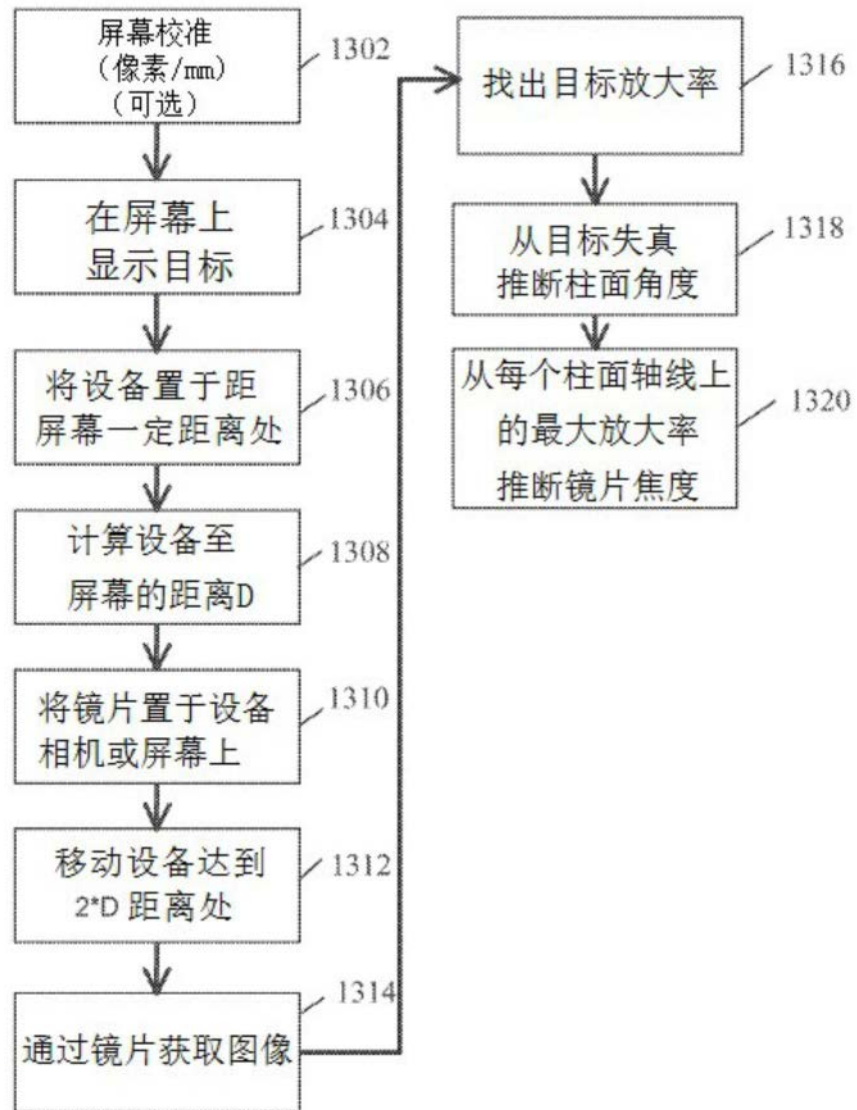 屏幕校准
(像素/mm)
(可选)
1302
在屏幕上
显示目标
1304
将设备置于距
屏幕一定距离处
1306
计算设备至
屏幕的距离D
1308
将镜片置于设备
相机或屏幕上
1310
移动设备达到
2*D 距离处
1312
通过镜片获取图像
1314
找出目标放大率
1316
从目标失真
推断柱面角度
1318
从每个柱面轴线上
的最大放大率
推断镜片焦度
1320